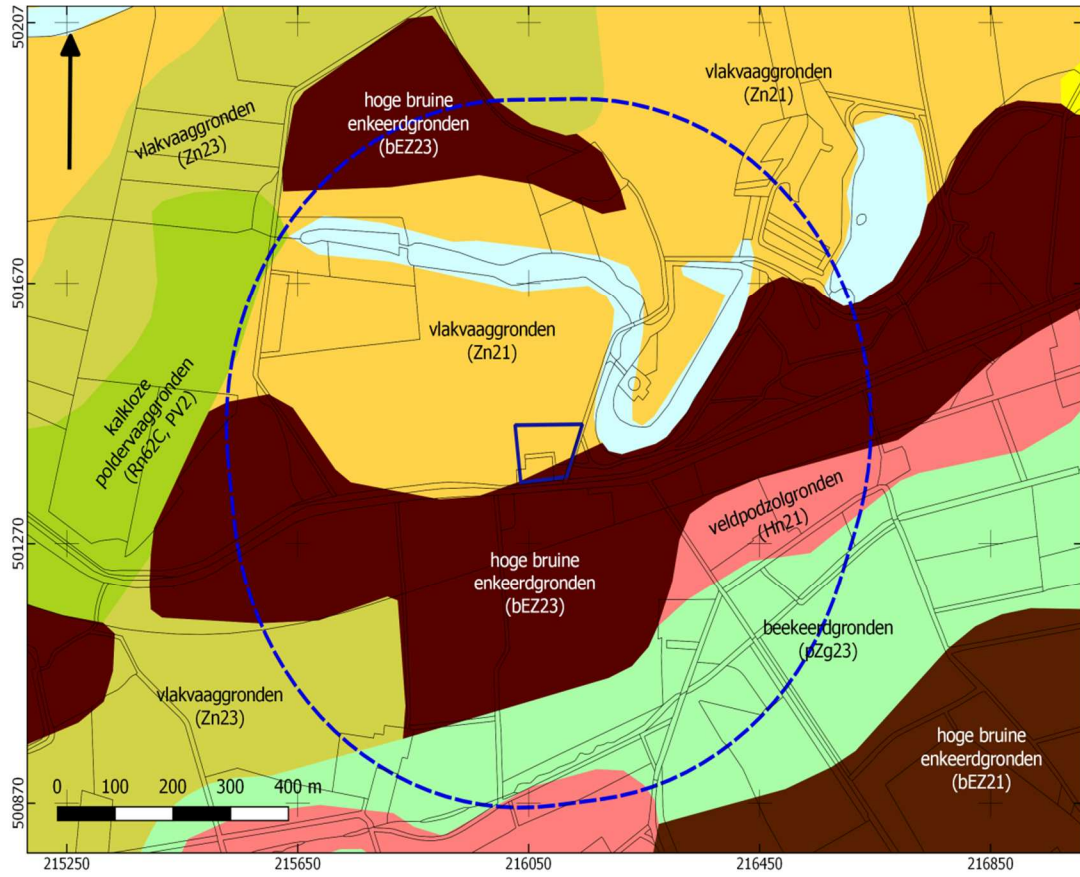 50207
501670
501270
500870
vlakvaaggronden
(Zn21)
hoge bruine
enkeerdgronden
(bEZ23)
vlakvaaggronden
(Zn23)
vlakvaaggronden
(Zn21)
kalkloze
poldervaaggronden
(Rn62C, PV2)
veldpodzolgronden
(Hn21)
hoge bruine
enkeerdgronden
(bEZ23)
beekeerdgronden
(pZg23)
vlakvaaggronden
(Zn23)
hoge bruine
enkeerdgronden
(bEZ21)
0 100 200 300 400 m
215250 215650 216050 216450 216850